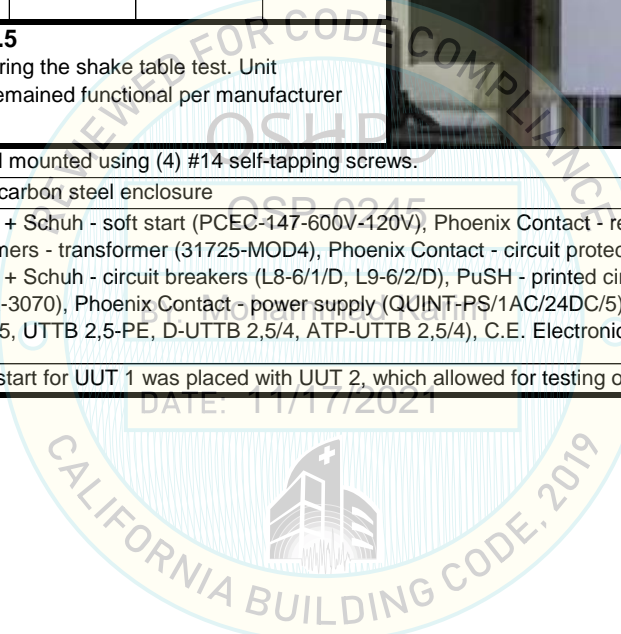 .5
ring the shake table test. Unit
emained functional per manufacturer
l mounted using (4) #14 self-tapping screws.
carbon steel enclosure
+ Schuh - soft start (PCEC-147-600V-120V), Phoenix Contact - re
mers - transformer (31725-MOD4), Phoenix Contact - circuit protec
+ Schuh - circuit breakers (L8-6/1/D, L9-6/2/D), PuSH - printed cir
-3070), Phoenix Contact - power supply (QUINT-PS/1AC/24DC/5)
5, UTTB 2,5-PE, D-UTTB 2,5/4, ATP-UTTB 2,5/4), C.E. Electronic
start for UUT 1 was placed with UUT 2, which allowed for testing o
REVIEWED FOR CODE COMPLIANCE
OSHPD
OSP-0245
BY: Mohammad Karim
DATE: 11/17/2021
CALIFORNIA BUILDING CODE, 2019